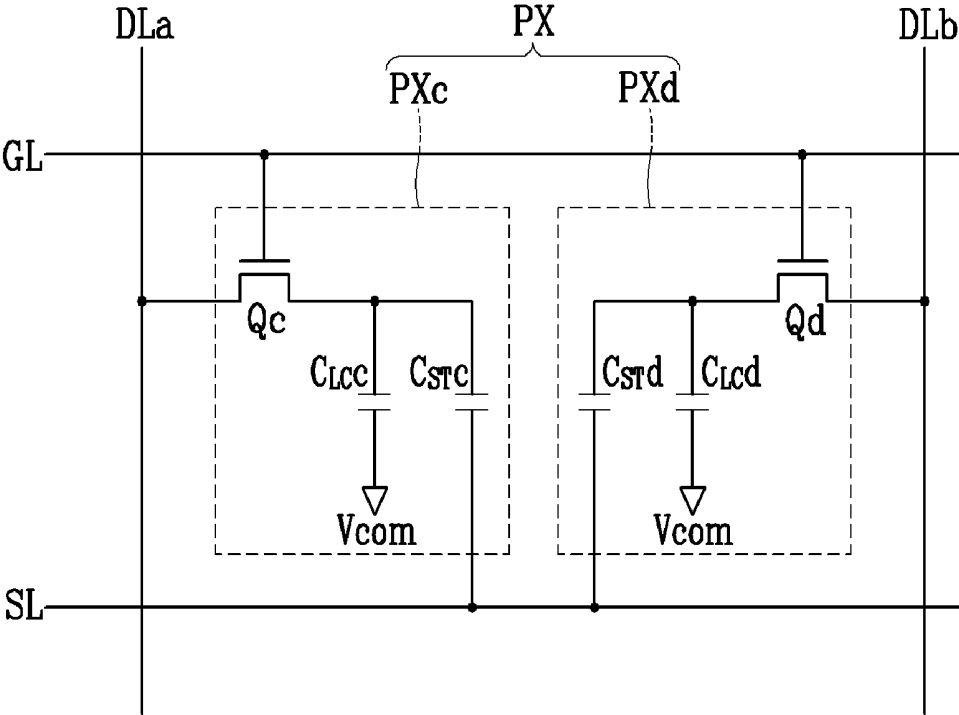 DLa PX DLb
PXc PXd
GL
Qc Qd
CLCc CSTc CSTd CLCd
Vcom Vcom
SL